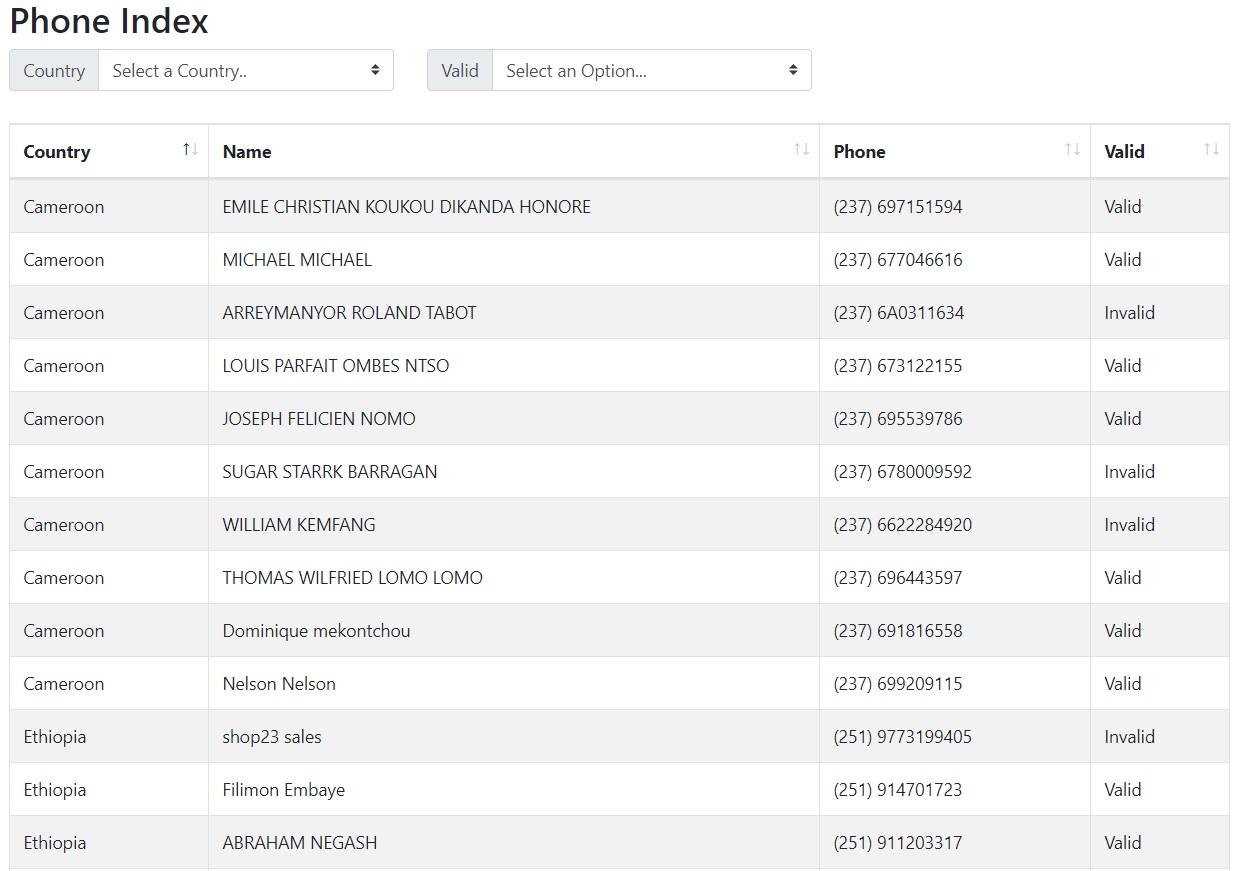 Phone Index
Country Select a Country.. Valid Select an Option...
Country Name Phone Valid
Cameroon EMILE CHRISTIAN KOUKOU DIKANDA HONORE (237) 697151594 Valid
Cameroon MICHAEL MICHAEL (237) 677046616 Valid
Cameroon ARREYMANYOR ROLAND TABOT (237) 6A0311634 Invalid
Cameroon LOUIS PARFAIT OMBES NTSO (237) 673122155 Valid
Cameroon JOSEPH FELICIEN NOMO (237) 695539786 Valid
Cameroon SUGAR STARRK BARRAGAN (237) 6780009592 Invalid
Cameroon WILLIAM KEMFANG (237) 6622284920 Invalid
Cameroon THOMAS WILFRIED LOMO LOMO (237) 696443597 Valid
Cameroon Dominique mekontchou (237) 691816558 Valid
Cameroon Nelson Nelson (237) 699209115 Valid
Ethiopia shop23 sales (251) 9773199405 Invalid
Ethiopia Filimon Embaye (251) 914701723 Valid
Ethiopia ABRAHAM NEGASH (251) 911203317 Valid